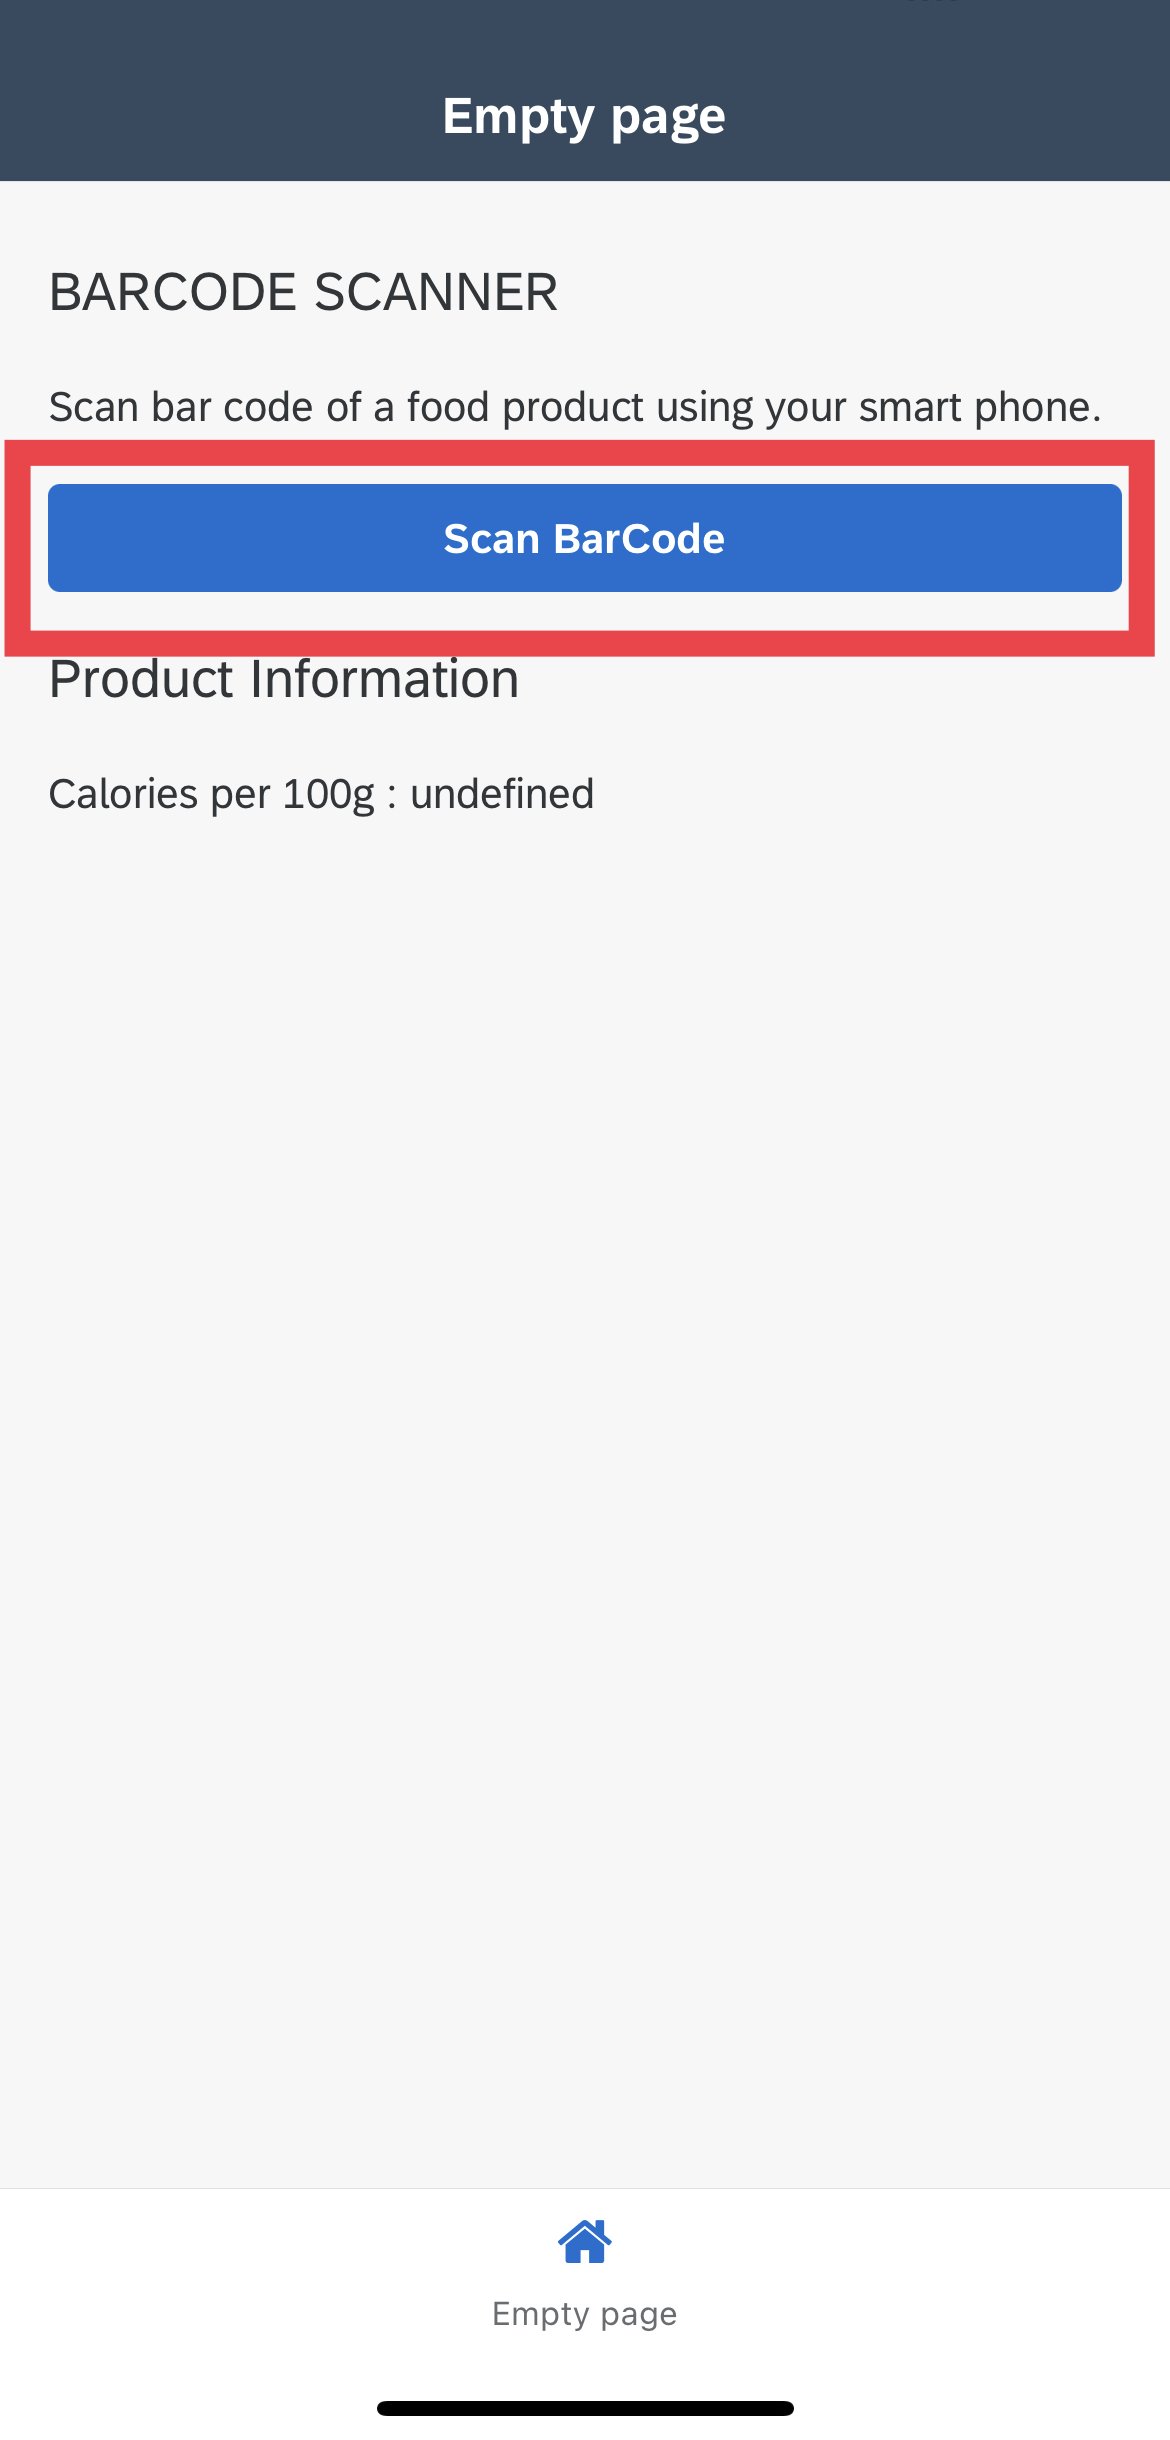 Empty page
BARCODE SCANNER
Scan bar code of a food product using your smart phone.
Scan BarCode
Product Information
Calories per 100g : undefined
Empty page